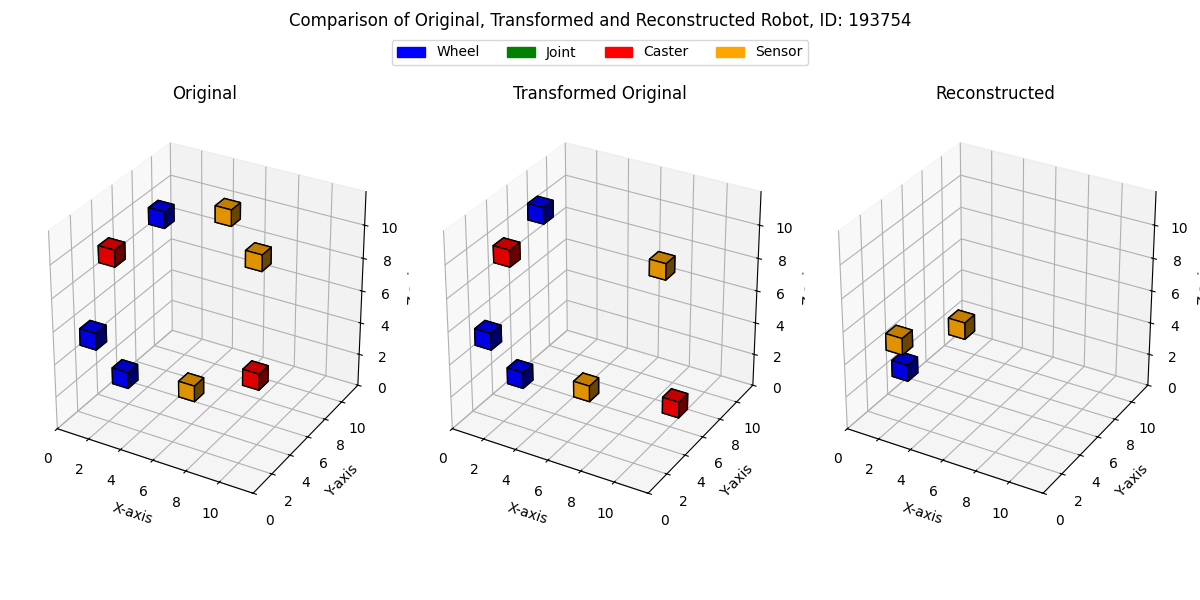 Comparison of Original, Transformed and Reconstructed Robot, ID: 193754
Wheel Joint Caster Sensor
Original Transformed Original Reconstructed
10 10 10
8 8 8
6 6 6
4 4 4
2 2 2
0 0 0
0 2 4 6 8 10 0 2 4 6 8 10 0 2 4 6 8 10
0 2 4 6 8 10 0 2 4 6 8 10 0 2 4 6 8 10
X-axis Y-axis X-axis Y-axis X-axis Y-axis